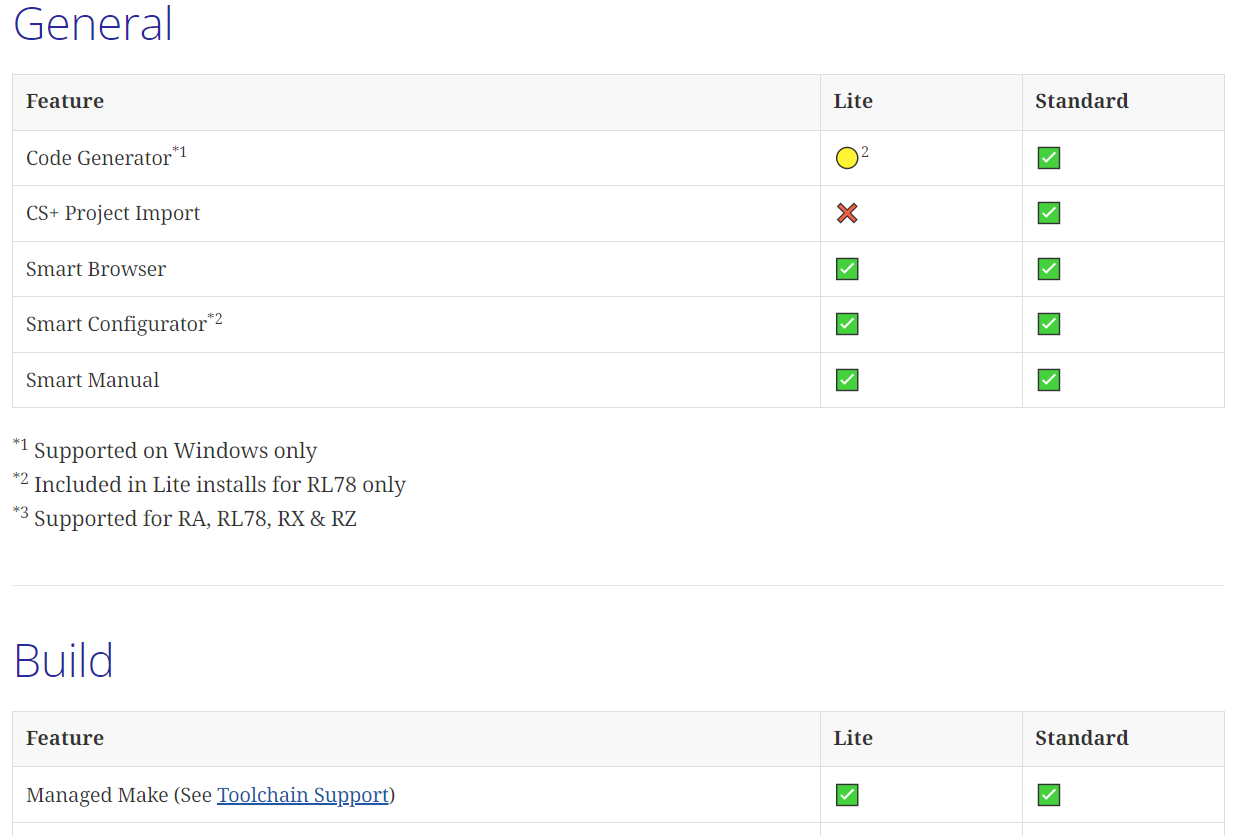 General
Feature Lite Standard
Code Generator*1 2
CS+ Project Import
Smart Browser
Smart Configurator*2
Smart Manual
*1 Supported on Windows only
*2 Included in Lite installs for RL78 only
*3 Supported for RA, RL78, RX & RZ
Build
Feature Lite Standard
Managed Make (See Toolchain Support)